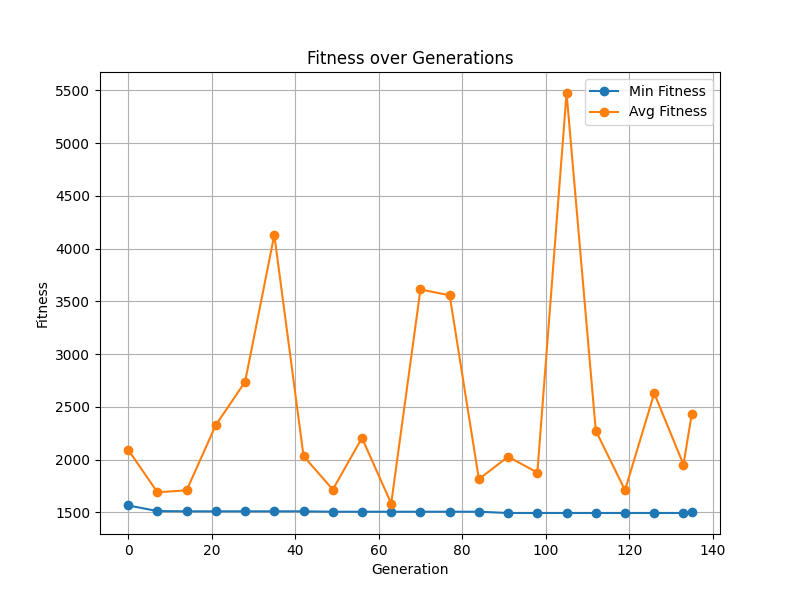 Fitness over Generations
Min Fitness
Avg Fitness
5500
5000
4500
4000
3500
3000
2500
2000
1500
Fitness
0 20 40 60 80 100 120 140
Generation